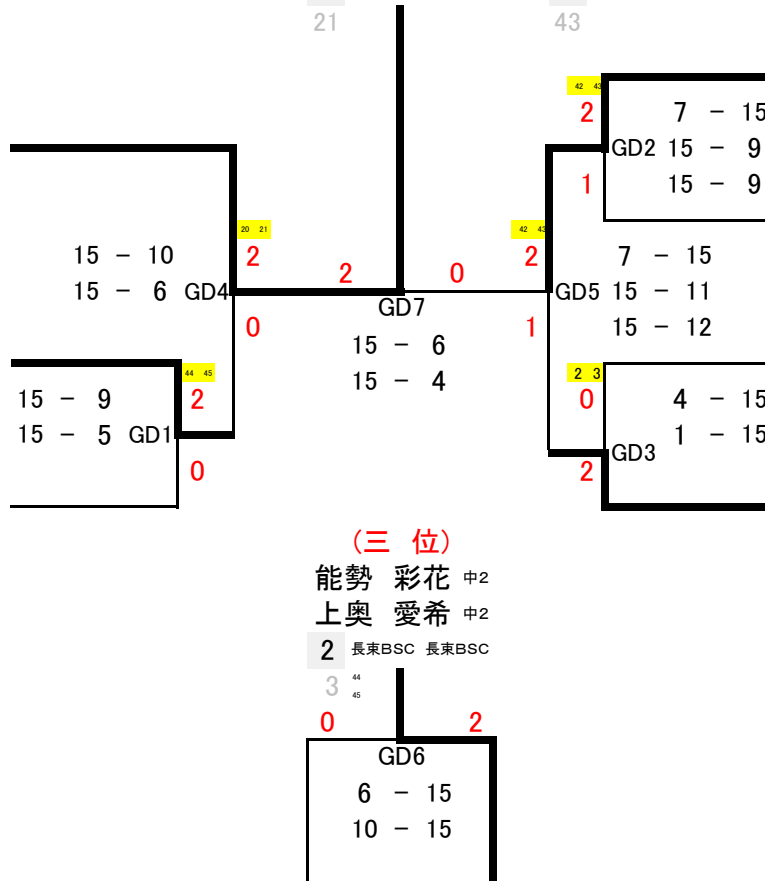 21 43
42 43
2 7 － 15
GD2 15 － 9
1 15 － 9
20 21 42 43
15 － 10 2 2 0 2 7 － 15
15 － 6 GD4 GD5 15 － 11
GD7
0 1 15 － 12
15 － 6
15 － 4
44 45 2 3
15 － 9 2 0 4 － 15
15 － 5 GD1 1 － 15
GD3
0 2
(三 位)
能勢 彩花 中2
上奥 愛希 中2
2 長束BSC 長束BSC
3 44
45
0 2
GD6
6 － 15
10 － 15